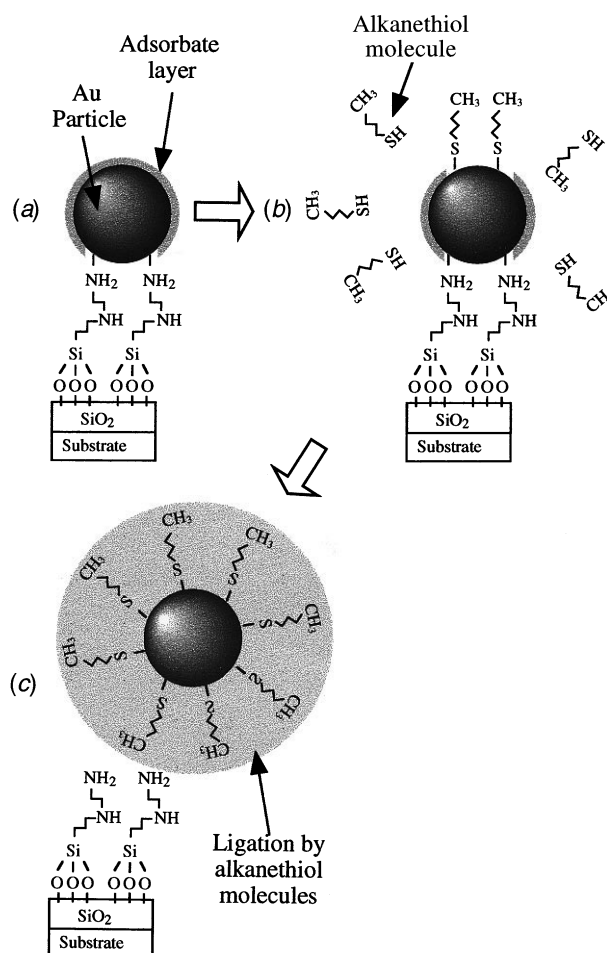 Adsorbate
layer
Au
Particle
(a)
NH₂ NH₂
NH NH
Si Si
OOO OOO
SiO₂
Substrate
Alkanethiol
molecule
(b)
CH₃ SH
CH₃ CH₃
S S
SH CH₃
CH₃ SH
SH CH₃
SH CH
NH₂ NH₂
NH NH
Si Si
OOO OOO
SiO₂
Substrate
(c)
CH₃ S
CH₃ S
CH₃ S
S CH₃
CH₃ S
S CH₃
CH₃ S
S CH₃
NH₂ NH₂
NH NH
Si Si
OOO OOO
SiO₂
Substrate
Ligation by
alkanethiol
molecules